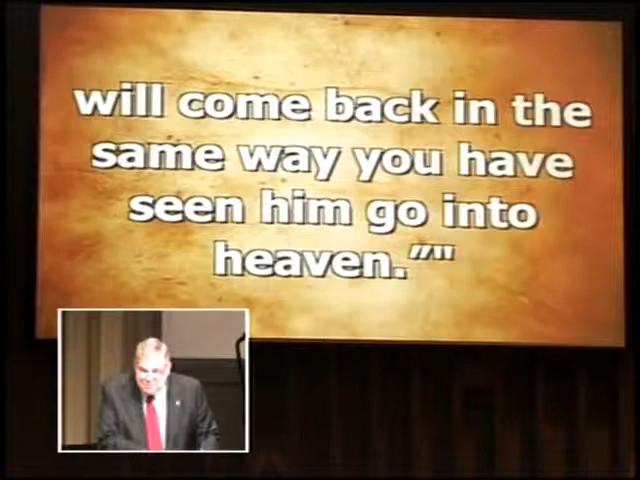 will come back in the
same way you have
seen him go into
heaven.""